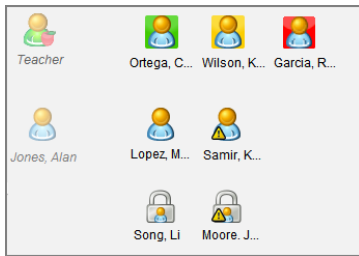 Teacher
Ortega, C... Wilson, K... Garcia, R...
Jones, Alan
Lopez, M... Samir, K...
Song, Li Moore. J...